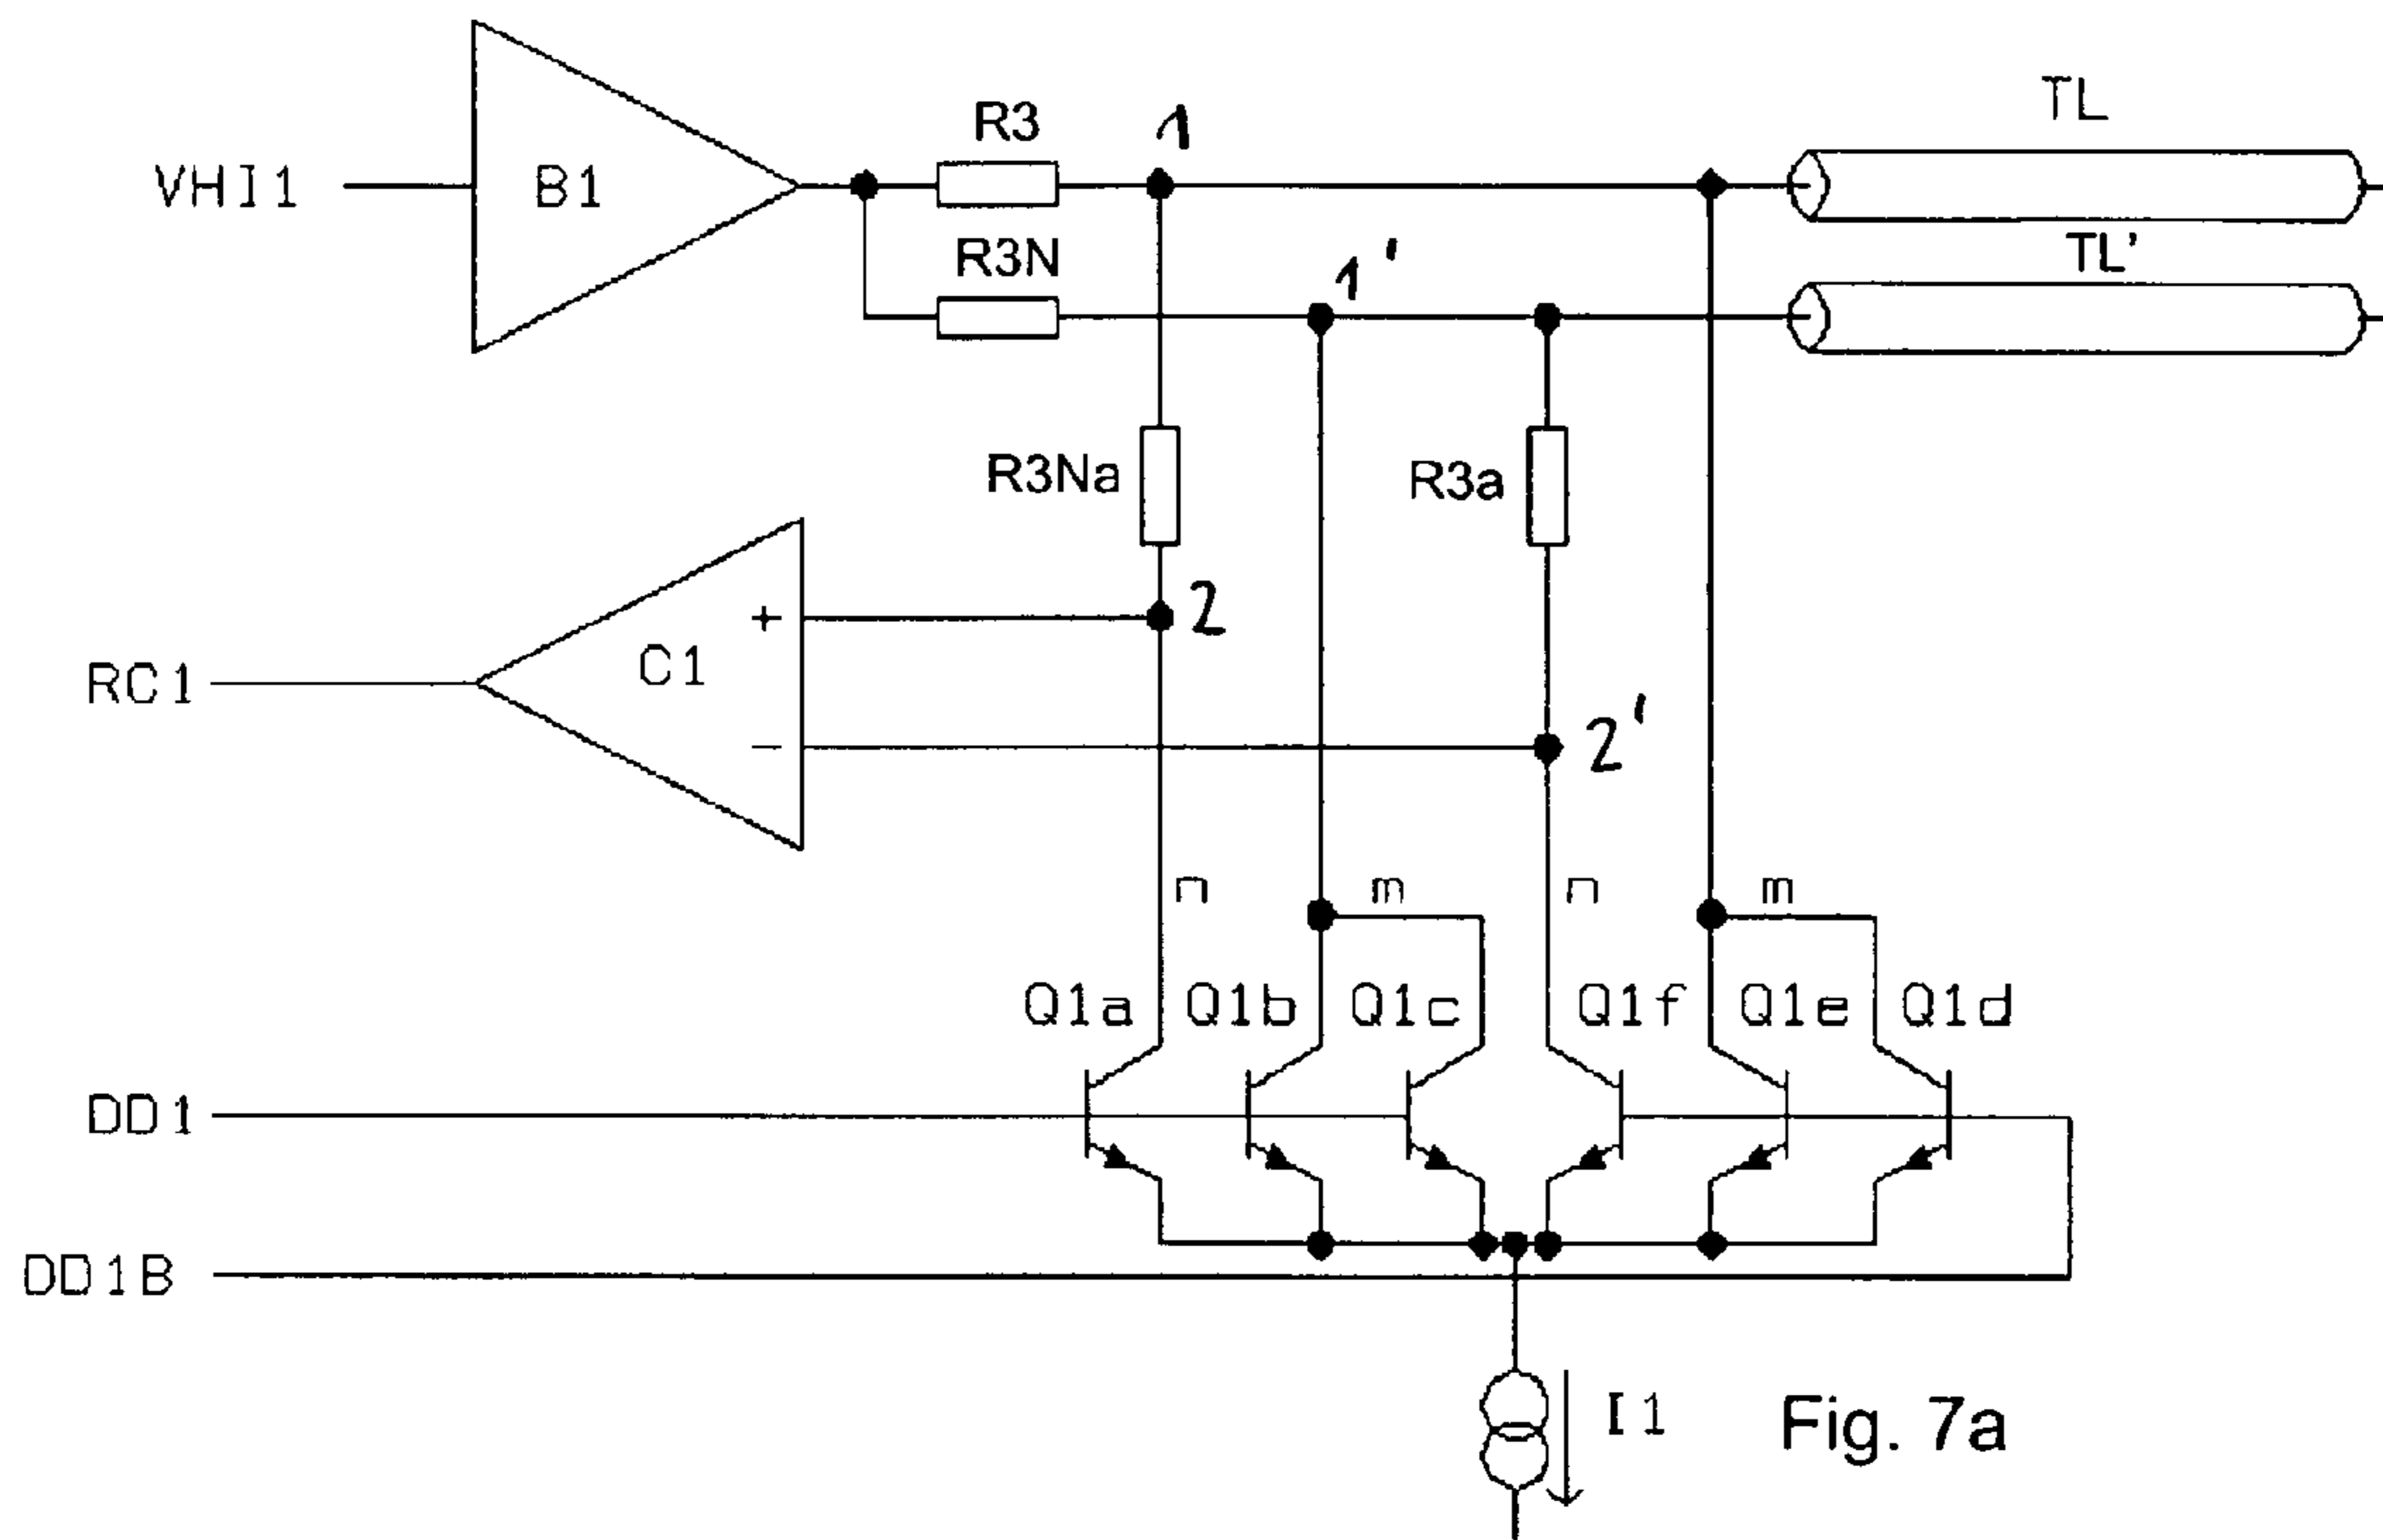 TL
R3
1
VHI1
B1
TL'
R3N
1'
R3Na
R3a
+
2
C1
RC1
2'
−
n
m
n
m
Q1a
Q1b
Q1c
Q1f
Q1e
Q1d
DD1
DD1B
I1
Fig. 7a